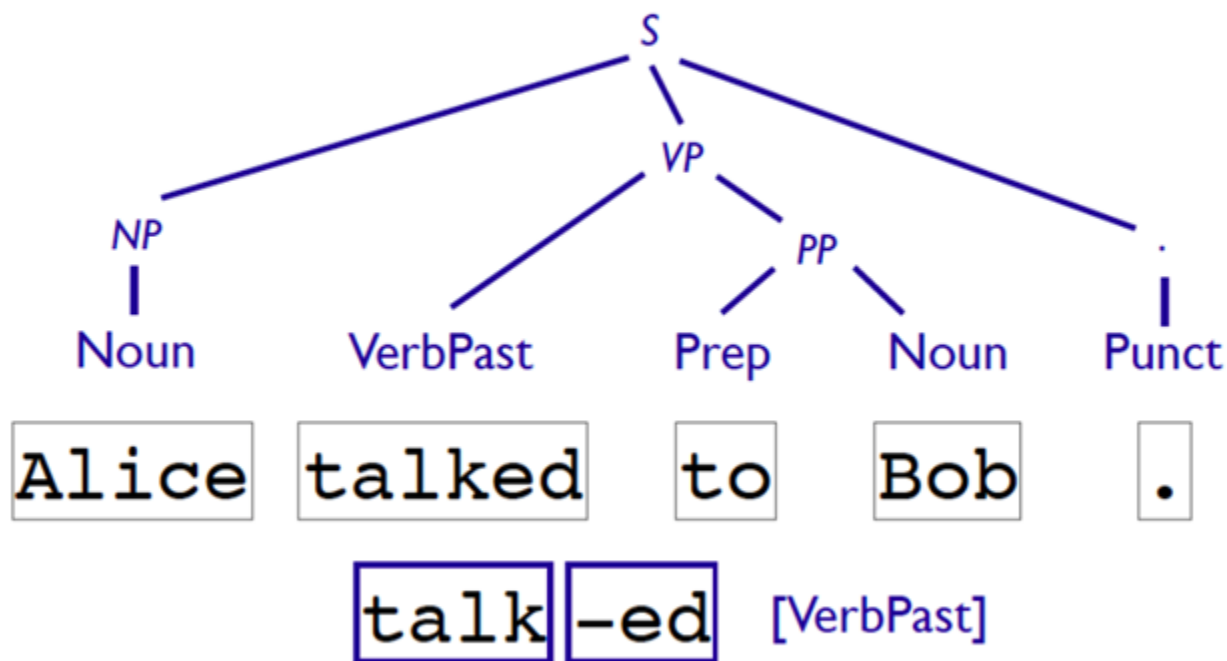 S
VP
NP
PP .
Noun VerbPast Prep Noun Punct
Alice talked to Bob .
talk -ed [VerbPast]